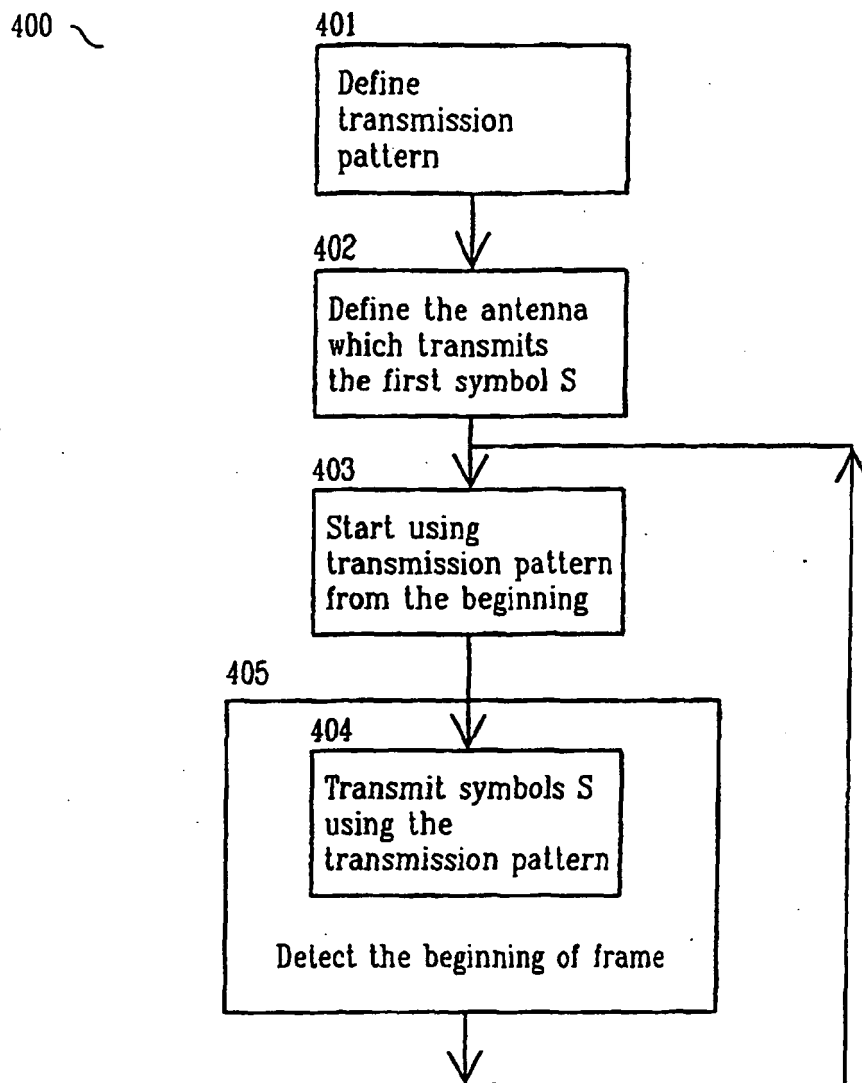 400
401
Define
transmission
pattern
402
Define the antenna
which transmits
the first symbol S
403
Start using
transmission pattern
from the beginning
405
404
Transmit symbols S
using the
transmission pattern
Detect the beginning of frame